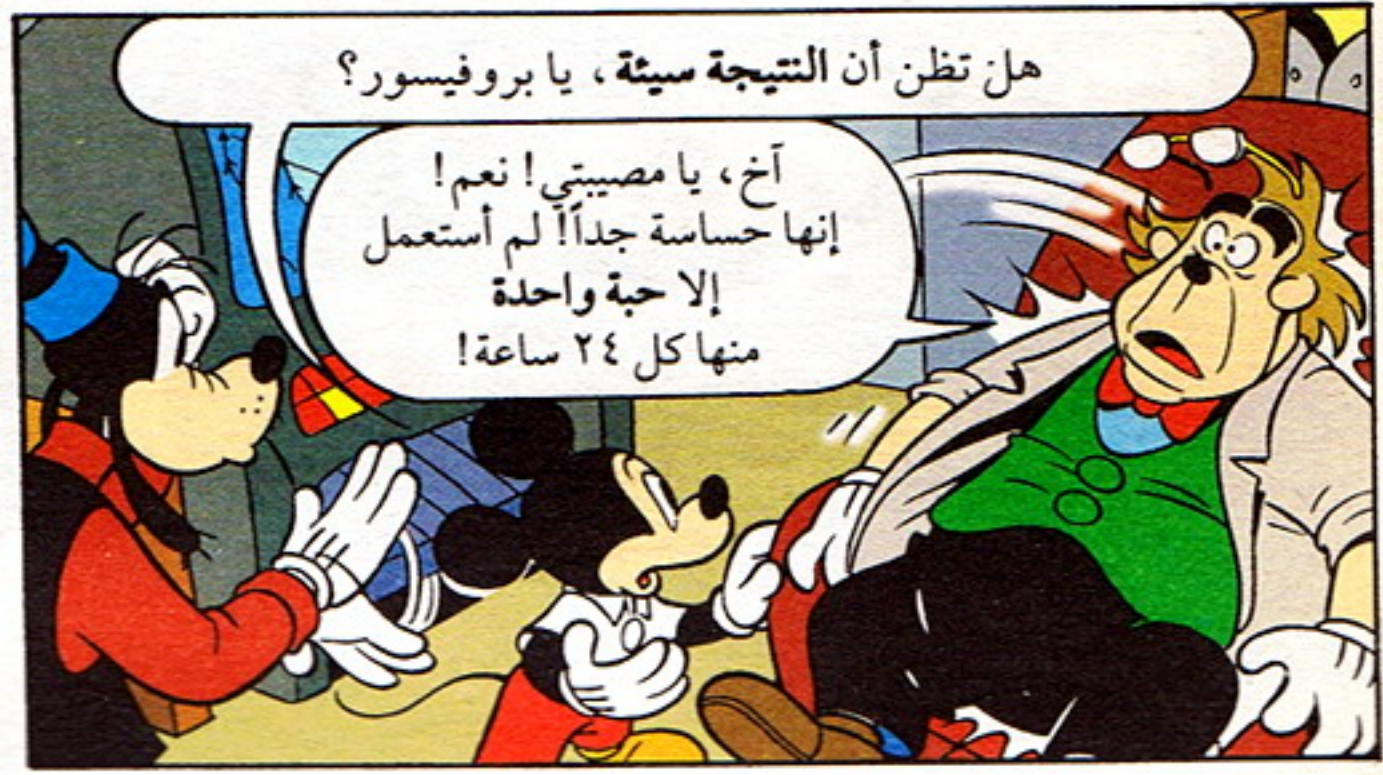 هل تظن أن النتيجة سيئة، يا بروفيسور؟
آخ، يا مصيبتي! نعم!
إنها حساسة جداً! لم أستعمل
إلا حبة واحدة
منها كل ٢٤ ساعة!